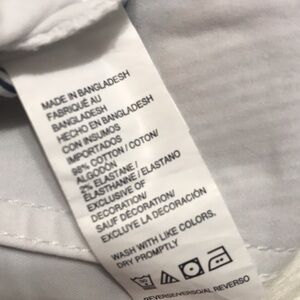 MADE IN BANGLADESH
FABRIQUÉ AU
BANGLADESH
HECHO EN BANGLADESH
CON INSUMOS
IMPORTADOS
98% COTTON / COTON/
ALGODÓN
2% ELASTANE /
ELASTHANNE / ELASTANO
EXCLUSIVE OF
DECORATION/
SAUF DÉCORATION/
EXCLUYE LA DECORACIÓN
WASH WITH LIKE COLORS.
DRY PROMPTLY
REVERSE/VERSO/AL REVERSO